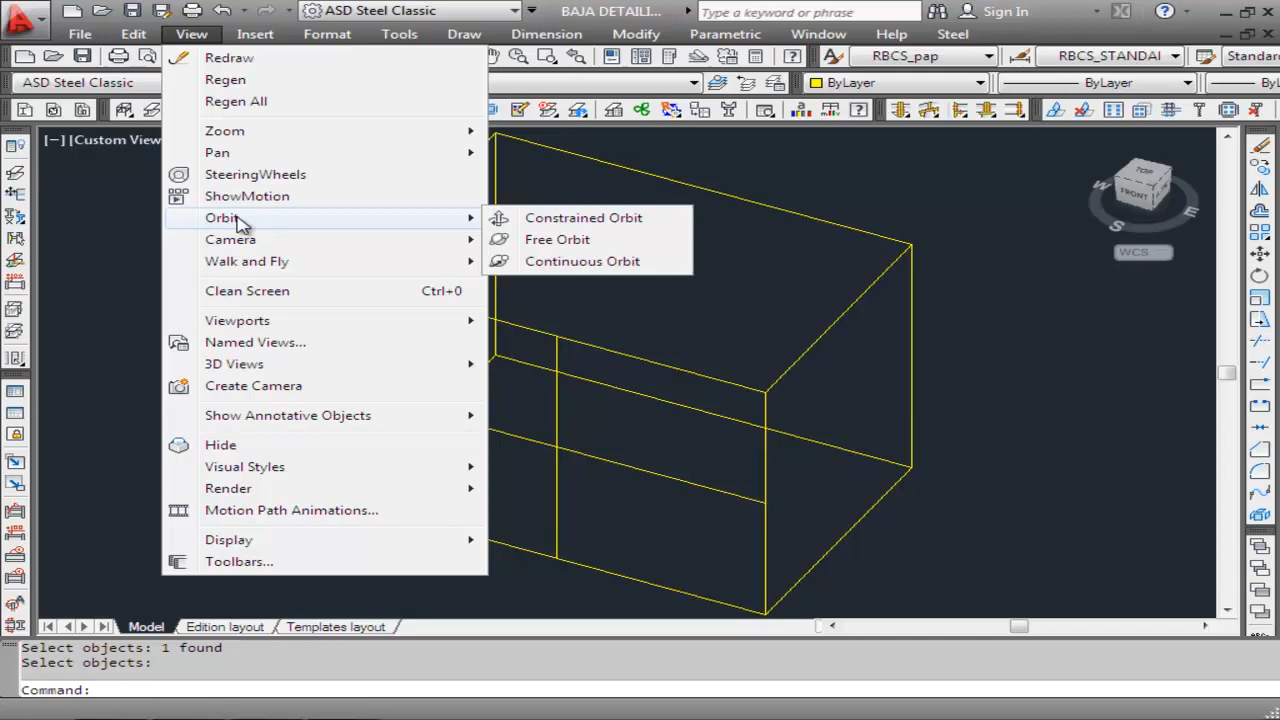 ASD Steel Classic
BAJA DETAILI...
Type a keyword or phrase
Sign In
File Edit View Insert Format Tools Draw Dimension Modify Parametric Window Help Steel
RBCS_pap
RBCS_STANDAI
Standar
ASD Steel Classic
ByLayer
ByLayer
[−] [Custom View
Redraw
Regen
Regen All
Zoom
Pan
SteeringWheels
ShowMotion
Orbit
Constrained Orbit
Free Orbit
Continuous Orbit
Camera
Walk and Fly
Clean Screen Ctrl+0
Viewports
Named Views...
3D Views
Create Camera
Show Annotative Objects
Hide
Visual Styles
Render
Motion Path Animations...
Display
Toolbars...
TOP
FRONT
W
S
E
WCS
Model Edition layout Templates layout
Select objects: 1 found
Select objects:
Command: